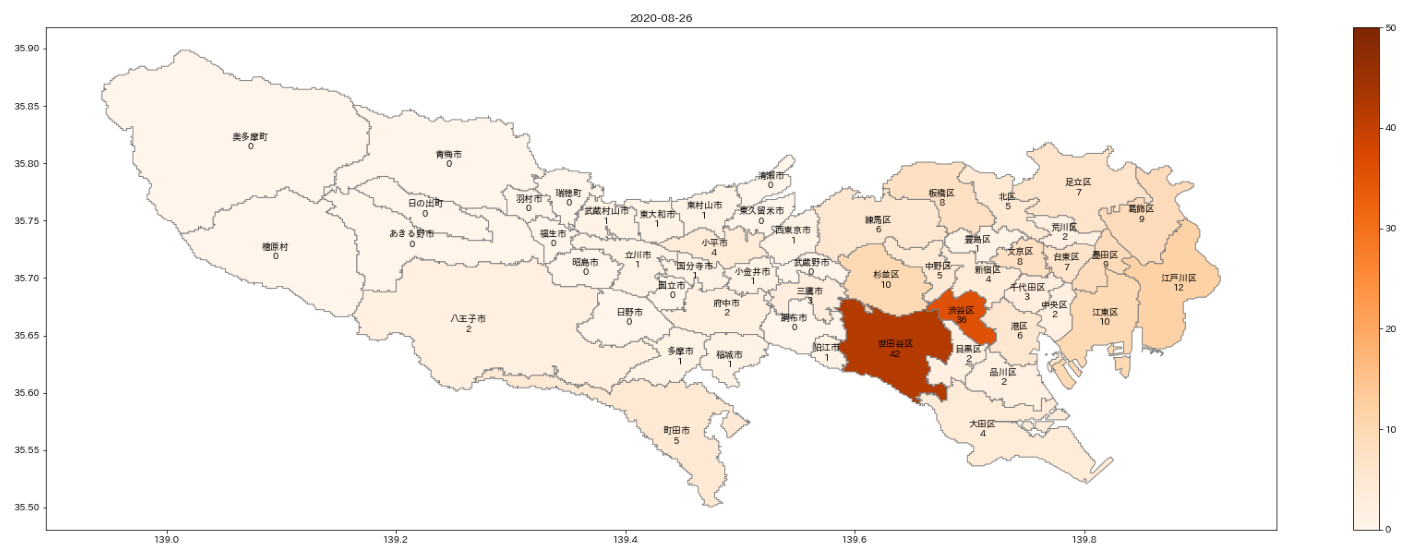 2020-08-26
35.90
35.85
35.80
35.75
35.70
35.65
35.60
35.55
35.50
139.0
139.2
139.4
139.6
139.8
50
40
30
20
10
0
奥多摩町
0
青梅市
0
日の出町
0
あきる野市
0
檜原村
0
羽村市
0
瑞穂町
0
福生市
0
昭島市
0
八王子市
2
武蔵村山市
1
東大和市
1
東村山市
1
清瀬市
0
東久留米市
0
西東京市
1
小平市
4
立川市
1
国分寺市
1
国立市
0
小金井市
1
武蔵野市
0
三鷹市
3
府中市
2
日野市
0
調布市
0
狛江市
1
多摩市
1
稲城市
1
町田市
5
練馬区
6
板橋区
8
北区
5
足立区
7
葛飾区
9
荒川区
2
豊島区
1
文京区
8
台東区
7
墨田区
9
江戸川区
12
杉並区
10
中野区
5
新宿区
4
千代田区
3
中央区
2
江東区
10
渋谷区
36
港区
6
世田谷区
42
目黒区
2
品川区
2
大田区
4